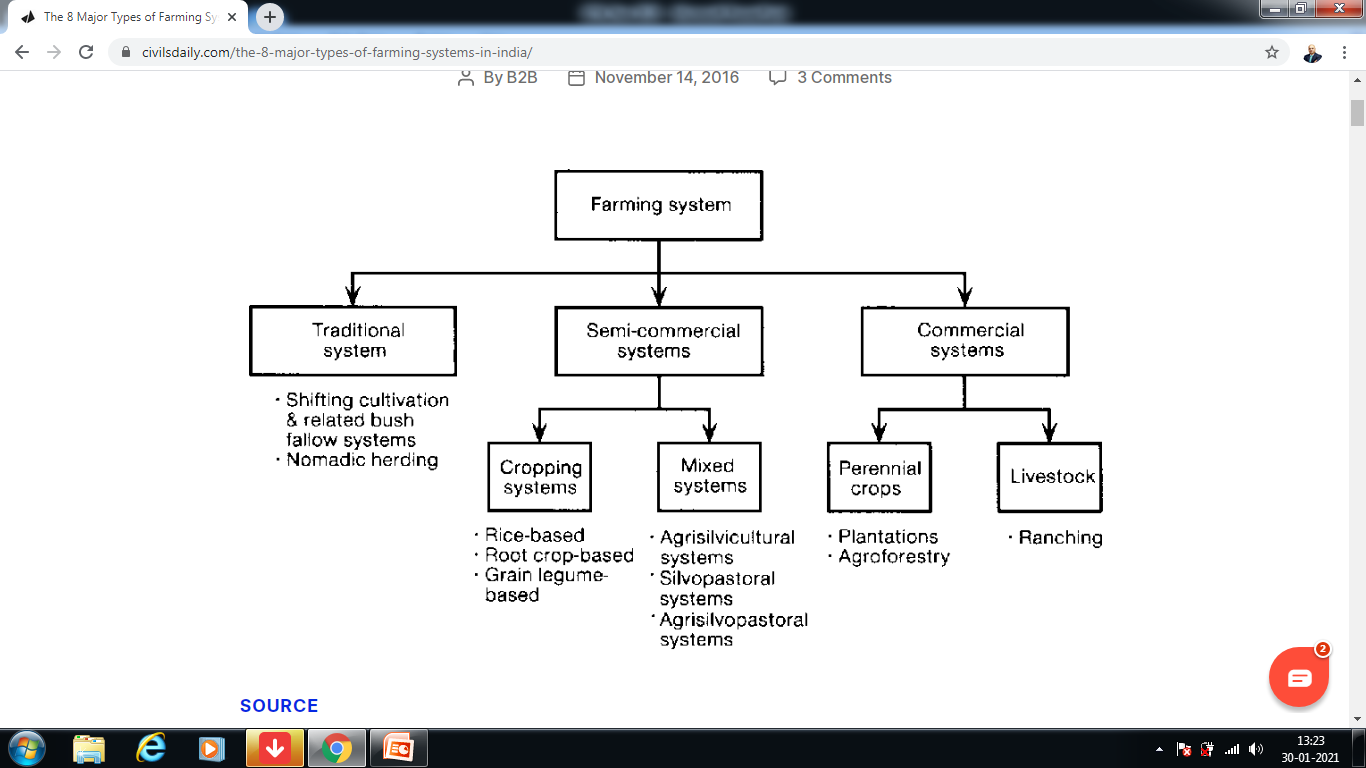 The 8 Major Types of Farming Sy
civilsdaily.com/the-8-major-types-of-farming-systems-in-india/
By B2B November 14, 2016 3 Comments
Farming system
Traditional
system
Semi-commercial
systems
Commercial
systems
· Shifting cultivation
& related bush
fallow systems
· Nomadic herding
Cropping
systems
Mixed
systems
Perennial
crops
Livestock
· Rice-based
· Root crop-based
· Grain legume-
based
· Agrisilvicultural
systems
· Silvopastoral
systems
· Agrisilvopastoral
systems
· Plantations
· Agroforestry
· Ranching
2
SOURCE
13:23
30-01-2021